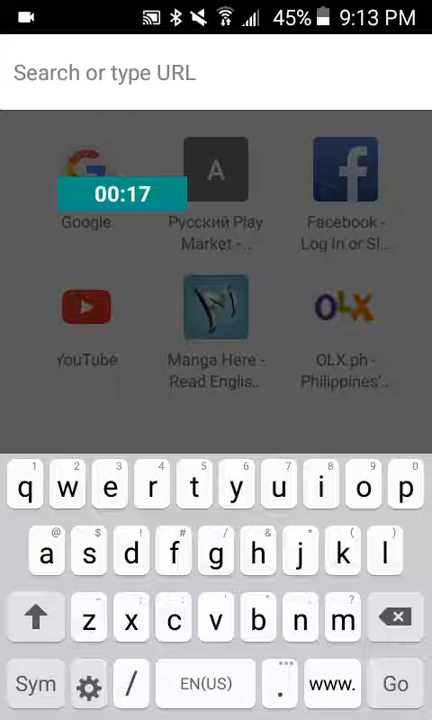 45% 9:13 PM
Search or type URL
00:17
A
f
Google
Русский Play
Market -..
Facebook -
Log In or Si...
YouTube
Manga Here -
Read Englis..
OLX.ph -
Philippines'..
OLX
1 2 3 4 5 6 7 8 9 0
q w e r t y u i o p
@ $ ! # / & * ( )
a s d f g h j k l
- ' : ; , " ?
z x c v b n m
Sym / EN(US) . www. Go